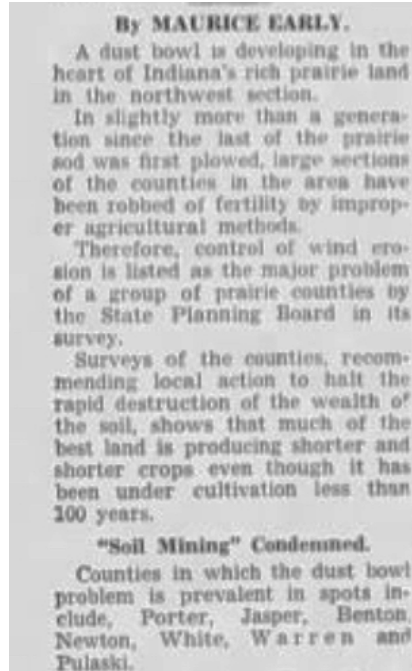 By MAURICE EARLY.
A dust bowl is developing in the
heart of Indiana's rich prairie land
in the northwest section.
In slightly more than a genera-
tion since the last of the prairie
sod was first plowed, large sections
of the counties in the area have
been robbed of fertility by improp-
er agricultural methods.
Therefore, control of wind ero-
sion is listed as the major problem
of a group of prairie counties by
the State Planning Board in its
survey.
Surveys of the counties, recom-
mending local action to halt the
rapid destruction of the wealth of
the soil, shows that much of the
best land is producing shorter and
shorter crops even though it has
been under cultivation less than
100 years.
"Soil Mining" Condemned.
Counties in which the dust bowl
problem is prevalent in spots in-
clude, Porter, Jasper, Benton,
Newton, White, Warren and
Pulaski.